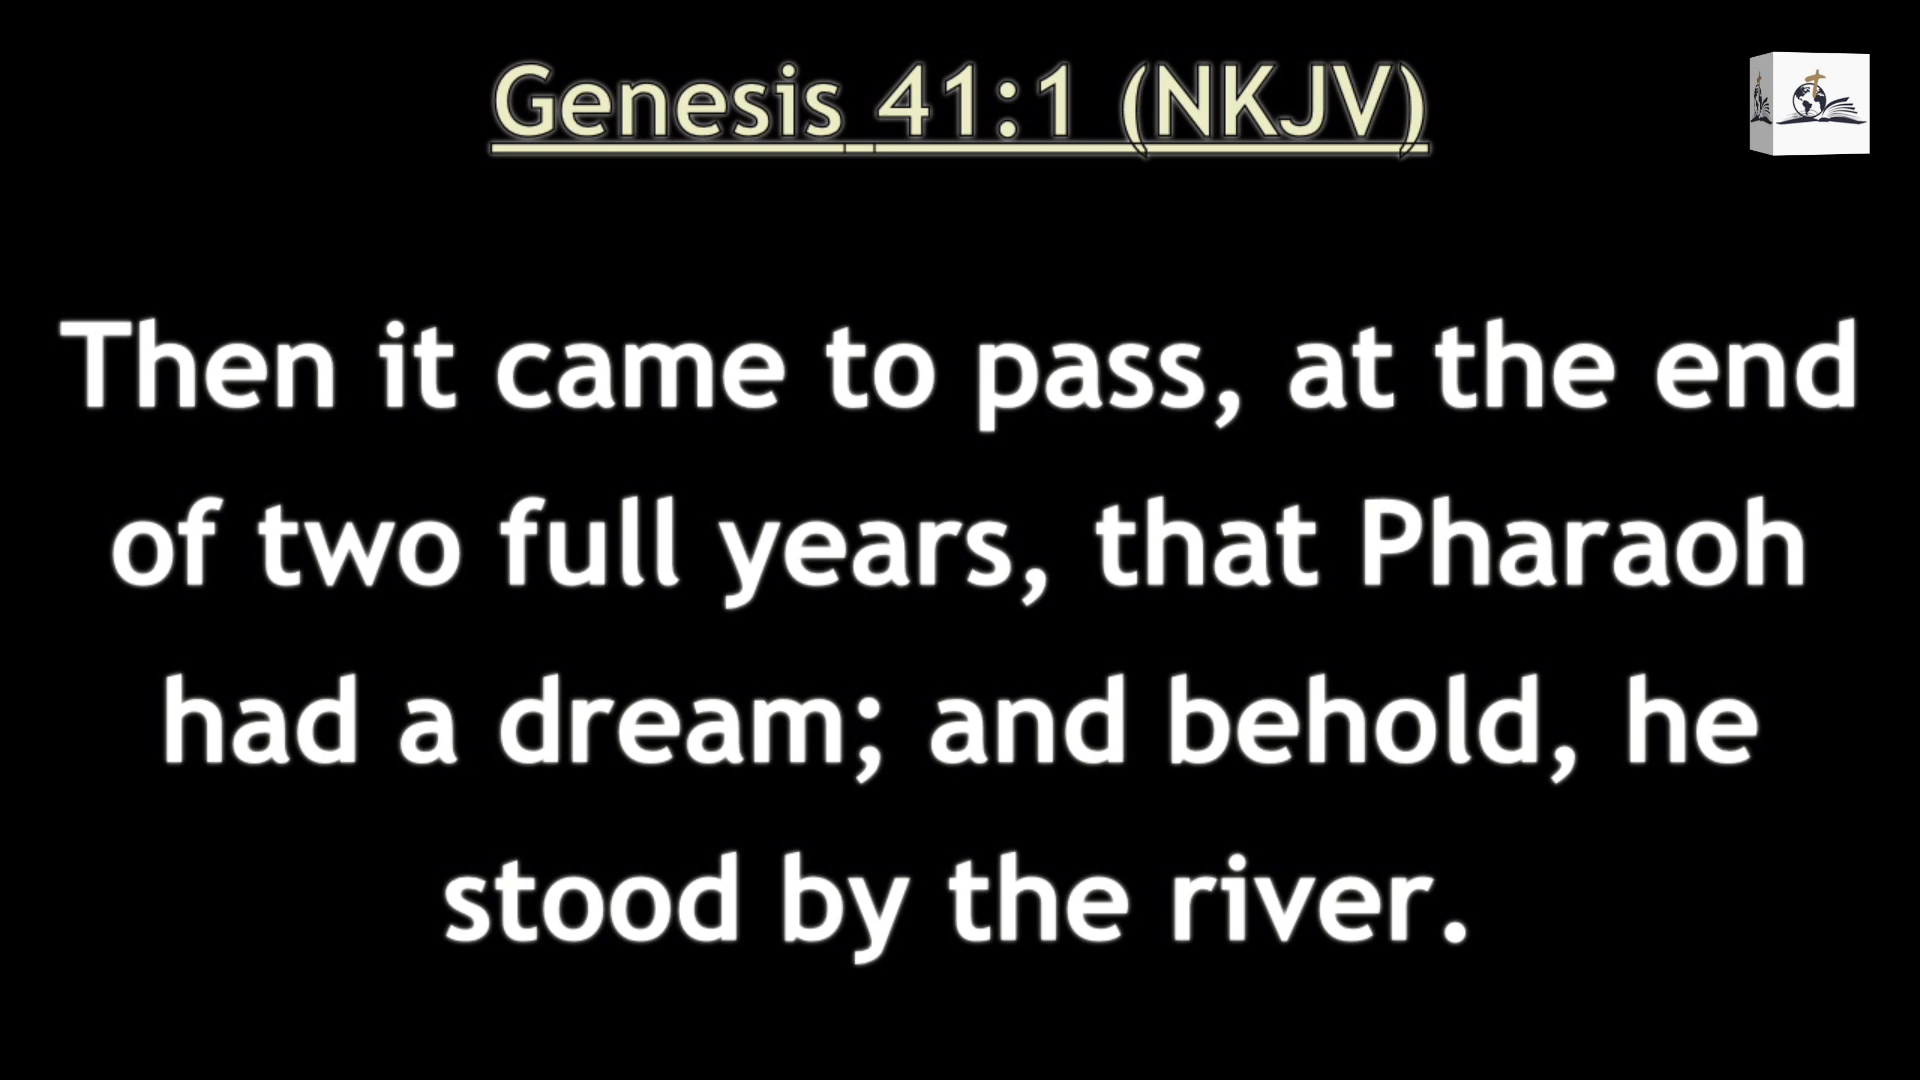 Genesis 41:1 (NKJV)
Then it came to pass, at the end
of two full years, that Pharaoh
had a dream; and behold, he
stood by the river.